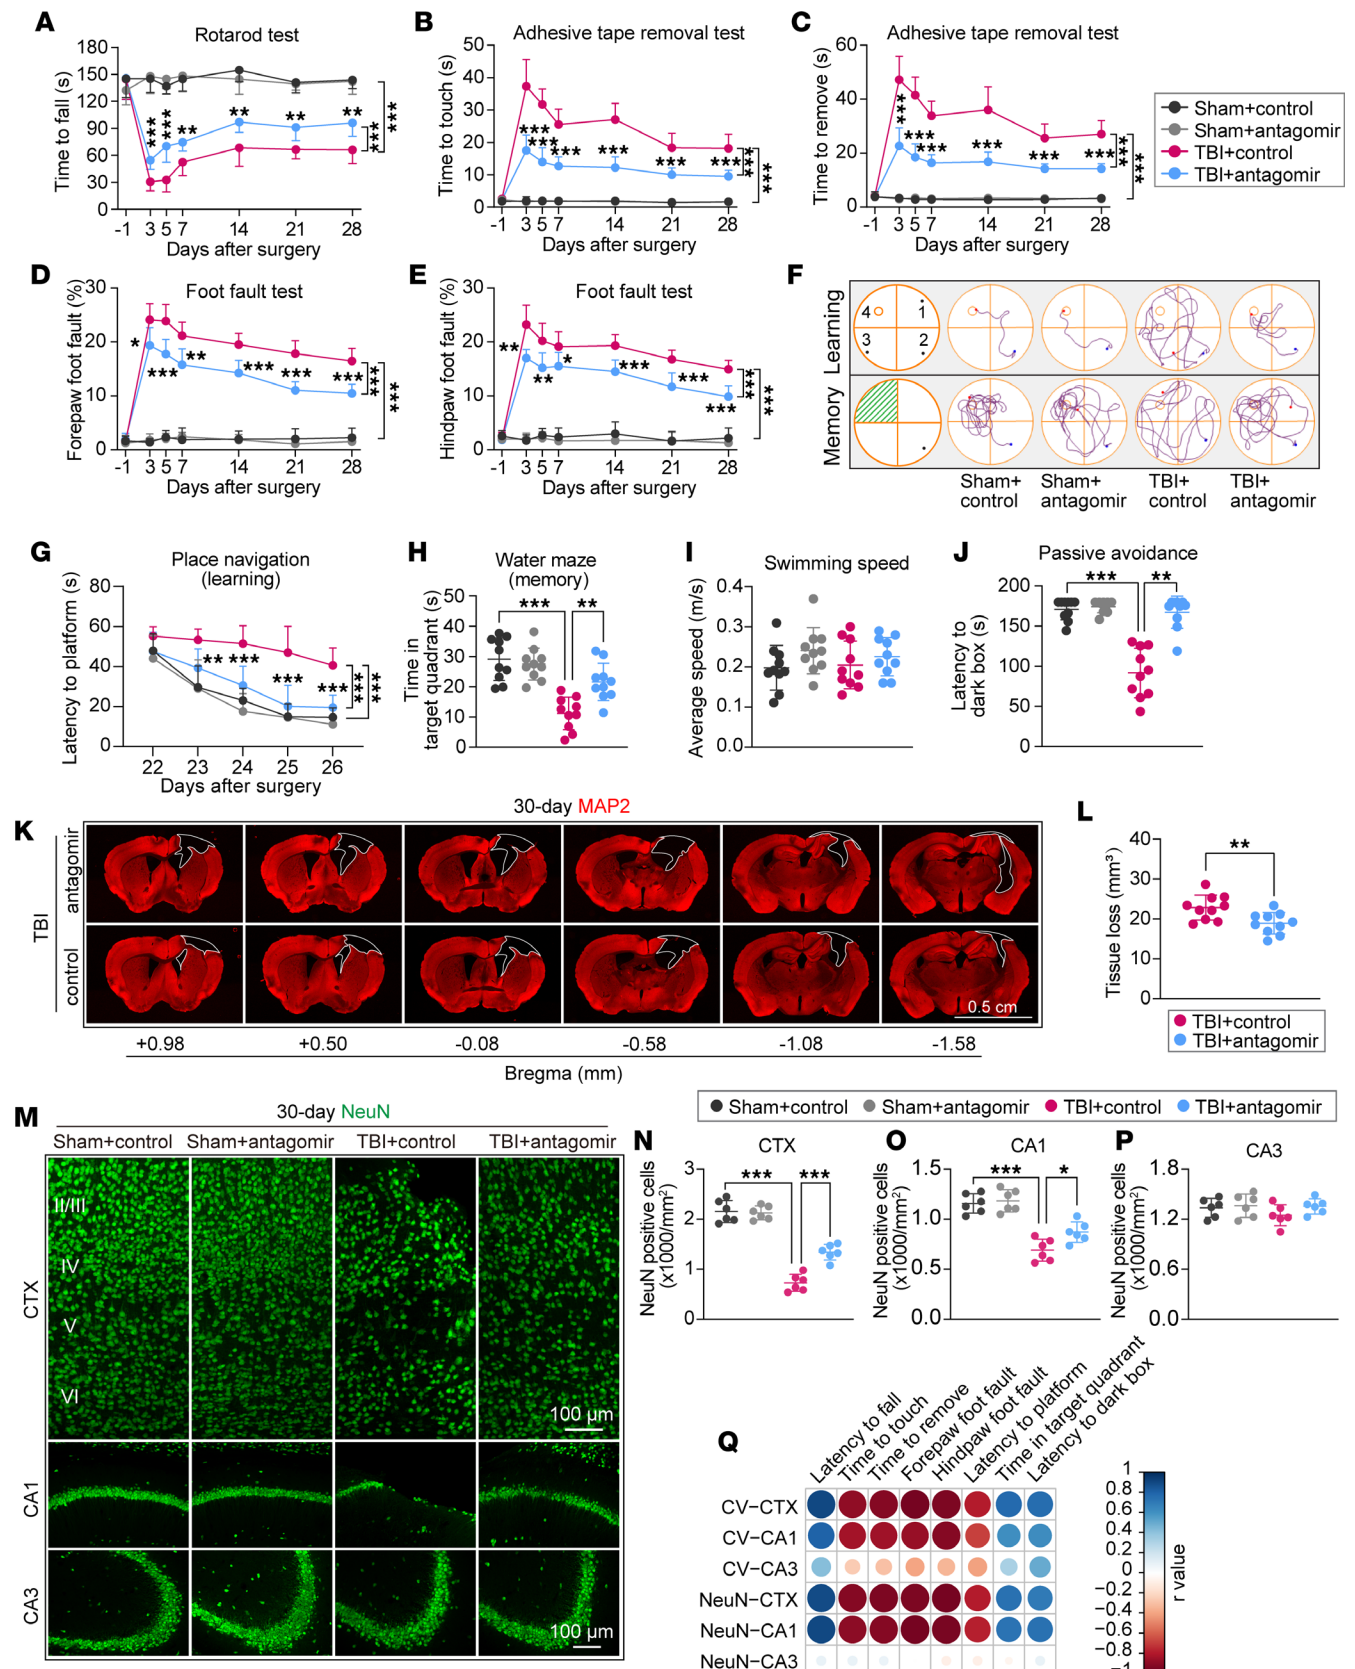 A
Rotarod test
Time to fall (s)
180
150
120
90
60
30
0
*** *** ** ** ** **
*** ***
-1 3 5 7 14 21 28
Days after surgery
B
Adhesive tape removal test
Time to touch (s)
50
40
30
20
10
0
*** *** *** *** *** ***
*** ***
-1 3 5 7 14 21 28
Days after surgery
C
Adhesive tape removal test
Time to remove (s)
60
40
20
0
*** *** *** *** *** ***
*** ***
-1 3 5 7 14 21 28
Days after surgery
Sham+control
Sham+antagomir
TBI+control
TBI+antagomir
D
Foot fault test
Forepaw foot fault (%)
30
20
10
0
* *** ** *** *** ***
*** ***
-1 3 5 7 14 21 28
Days after surgery
E
Foot fault test
Hindpaw foot fault (%)
30
20
10
0
** ** * *** *** ***
*** ***
-1 3 5 7 14 21 28
Days after surgery
F
Learning
4 1
3 2
Memory
Sham+ control
Sham+ antagomir
TBI+ control
TBI+ antagomir
G
Place navigation
(learning)
Latency to platform (s)
80
60
40
20
0
** *** *** ***
*** ***
22 23 24 25 26
Days after surgery
H
Water maze
(memory)
Time in
target quadrant (s)
50
40
30
20
10
0
*** **
I
Swimming speed
Average speed (m/s)
0.4
0.3
0.2
0.1
0.0
J
Passive avoidance
Latency to
dark box (s)
200
150
100
50
0
*** **
K
30-day MAP2
TBI
antagomir
control
0.5 cm
+0.98 +0.50 -0.08 -0.58 -1.08 -1.58
Bregma (mm)
L
Tissue loss (mm³)
40
30
20
10
0
**
TBI+control
TBI+antagomir
M
30-day NeuN
Sham+control Sham+antagomir TBI+control TBI+antagomir
CTX
II/III
IV
V
VI
100 µm
CA1
CA3
100 µm
Sham+control Sham+antagomir TBI+control TBI+antagomir
N
CTX
NeuN positive cells
(x1000/mm²)
3
2
1
0
*** ***
O
CA1
NeuN positive cells
(x1000/mm²)
1.5
1.0
0.5
0.0
*** *
P
CA3
NeuN positive cells
(x1000/mm²)
1.8
1.2
0.6
0.0
Q
Latency to fall
Time to touch
Time to remove
Forepaw foot fault
Hindpaw foot fault
Latency to platform
Time in target quadrant
Latency to dark box
CV−CTX
CV−CA1
CV−CA3
NeuN−CTX
NeuN−CA1
NeuN−CA3
1
0.8
0.6
0.4
0.2
0
−0.2
−0.4
−0.6
−0.8
−1
r value